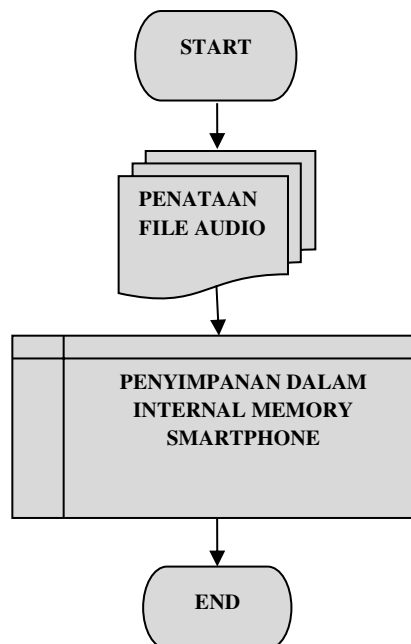 START
PENATAAN
FILE AUDIO
PENYIMPANAN DALAM
INTERNAL MEMORY
SMARTPHONE
END